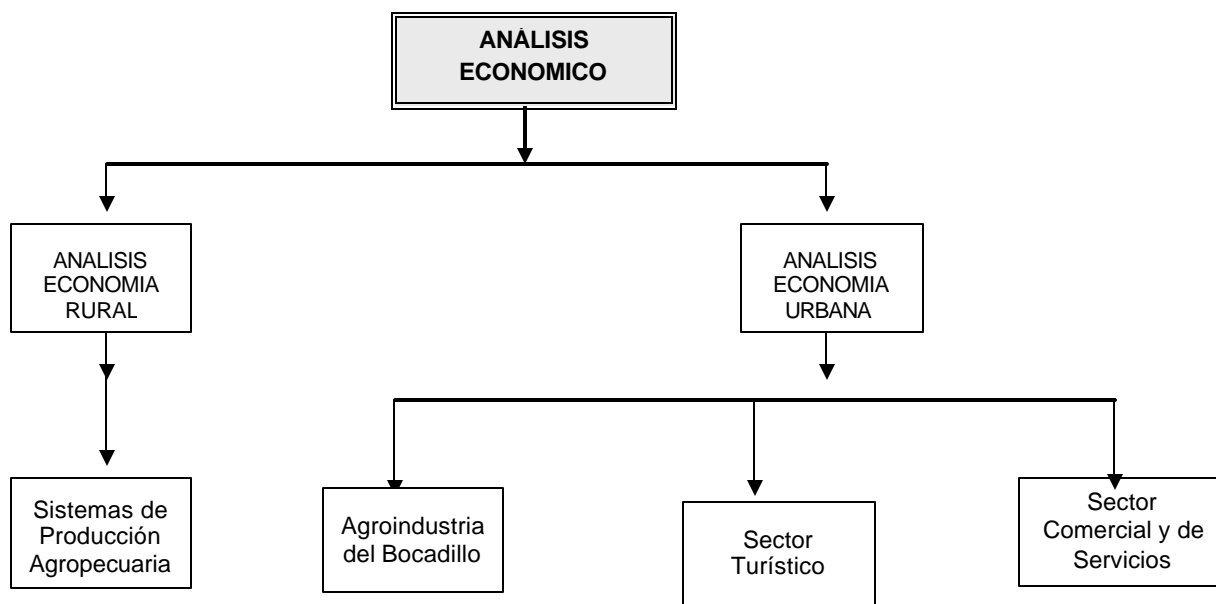 ANÁLISIS
ECONOMICO
ANALISIS
ECONOMIA
RURAL
ANALISIS
ECONOMIA
URBANA
Sistemas de
Producción
Agropecuaria
Agroindustria
del Bocadillo
Sector
Turístico
Sector
Comercial y de
Servicios